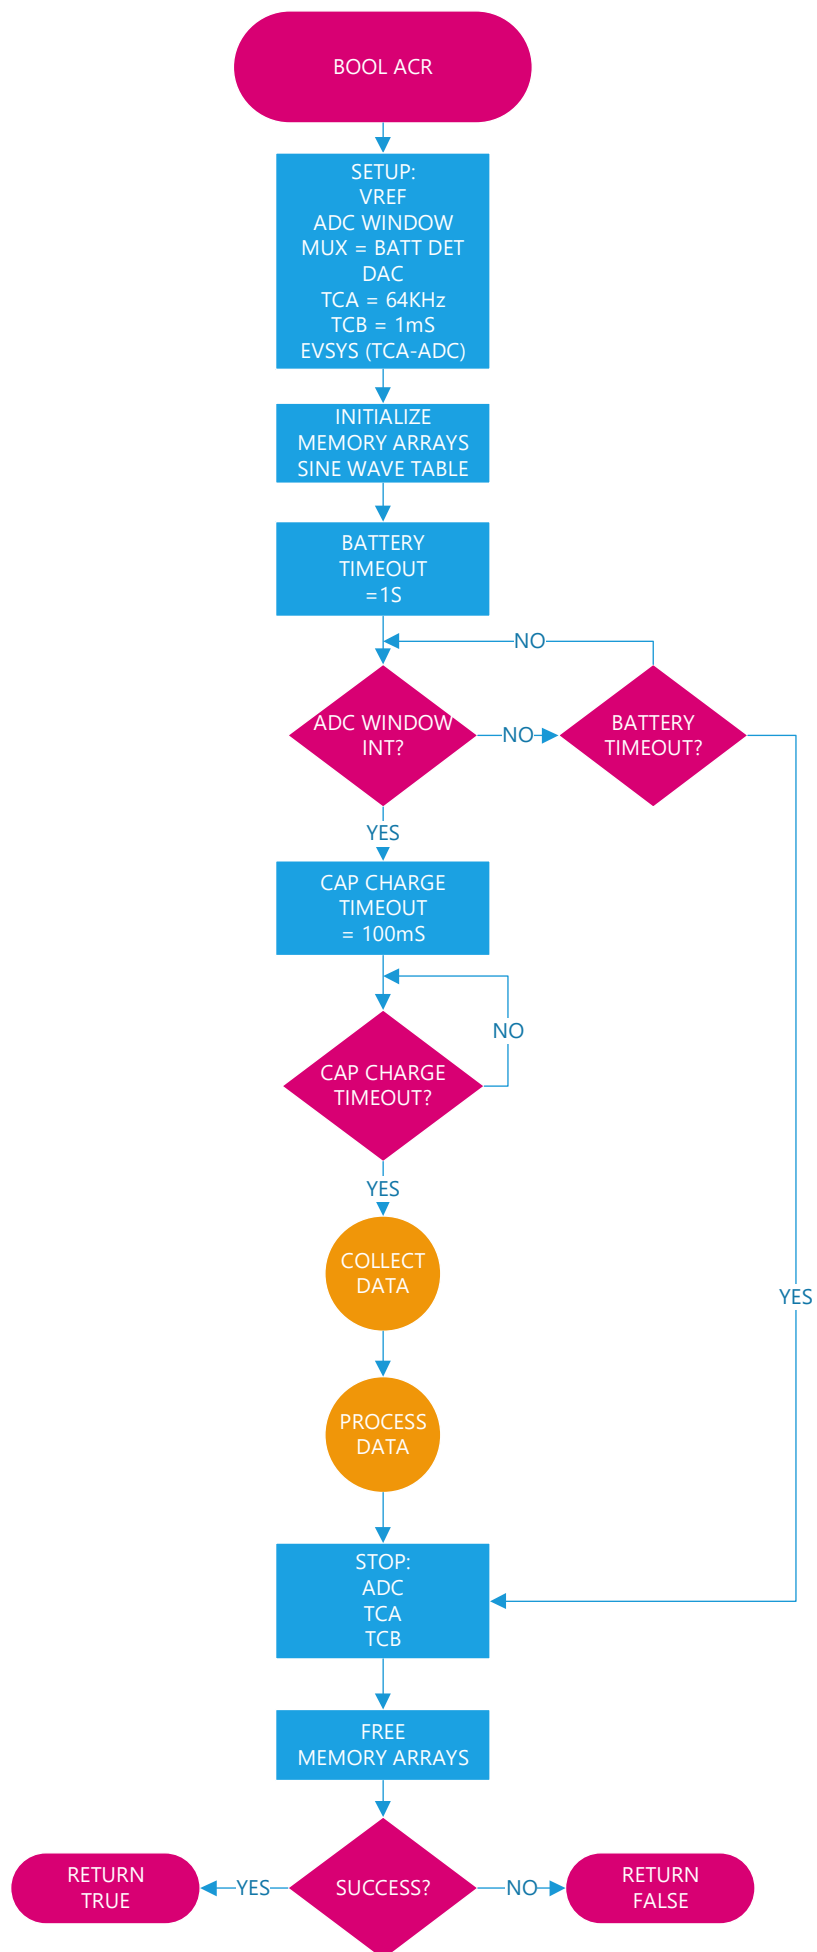 BOOL ACR
SETUP:
VREF
ADC WINDOW
MUX = BATT DET
DAC
TCA = 64KHz
TCB = 1mS
EVSYS (TCA-ADC)
INITIALIZE
MEMORY ARRAYS
SINE WAVE TABLE
BATTERY
TIMEOUT
=1S
NO
ADC WINDOW
INT?
NO
BATTERY
TIMEOUT?
YES
CAP CHARGE
TIMEOUT
= 100mS
NO
CAP CHARGE
TIMEOUT?
YES
COLLECT
DATA
YES
PROCESS
DATA
STOP:
ADC
TCA
TCB
FREE
MEMORY ARRAYS
RETURN
TRUE
YES
SUCCESS?
NO
RETURN
FALSE